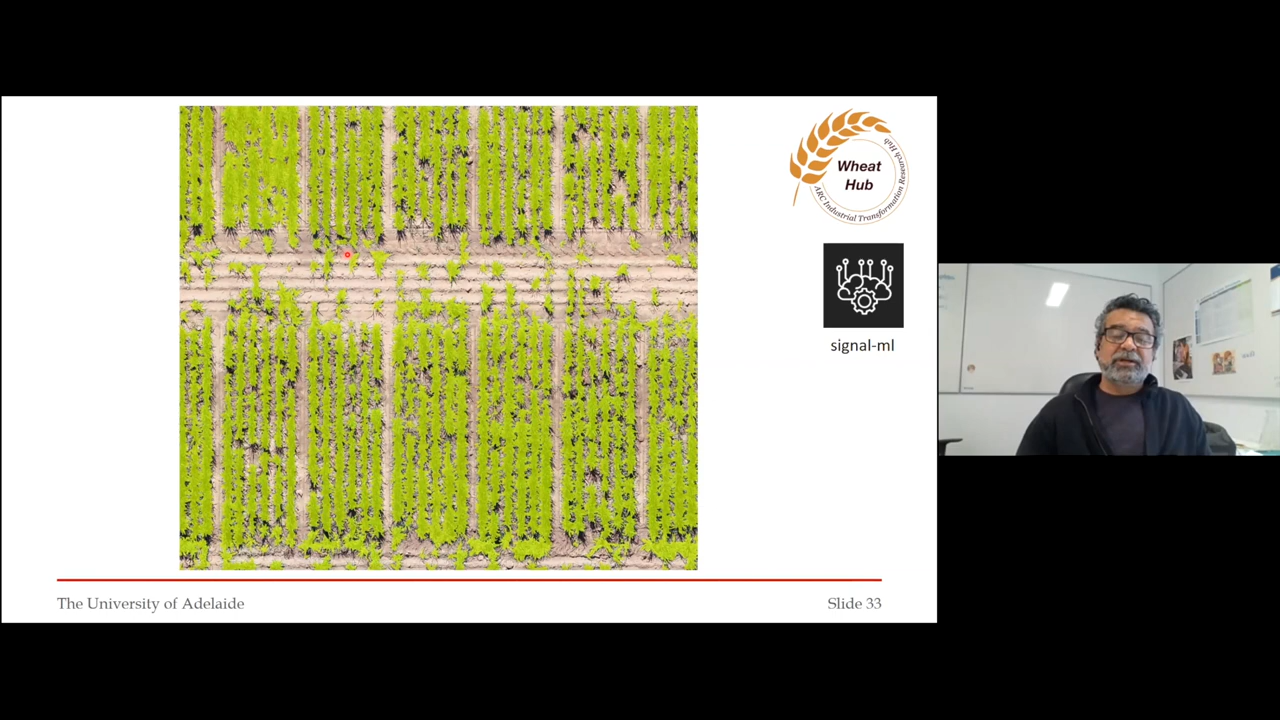 Wheat
Hub
ARC Industrial Transformation Research Hub
signal-ml
The University of Adelaide
Slide 33